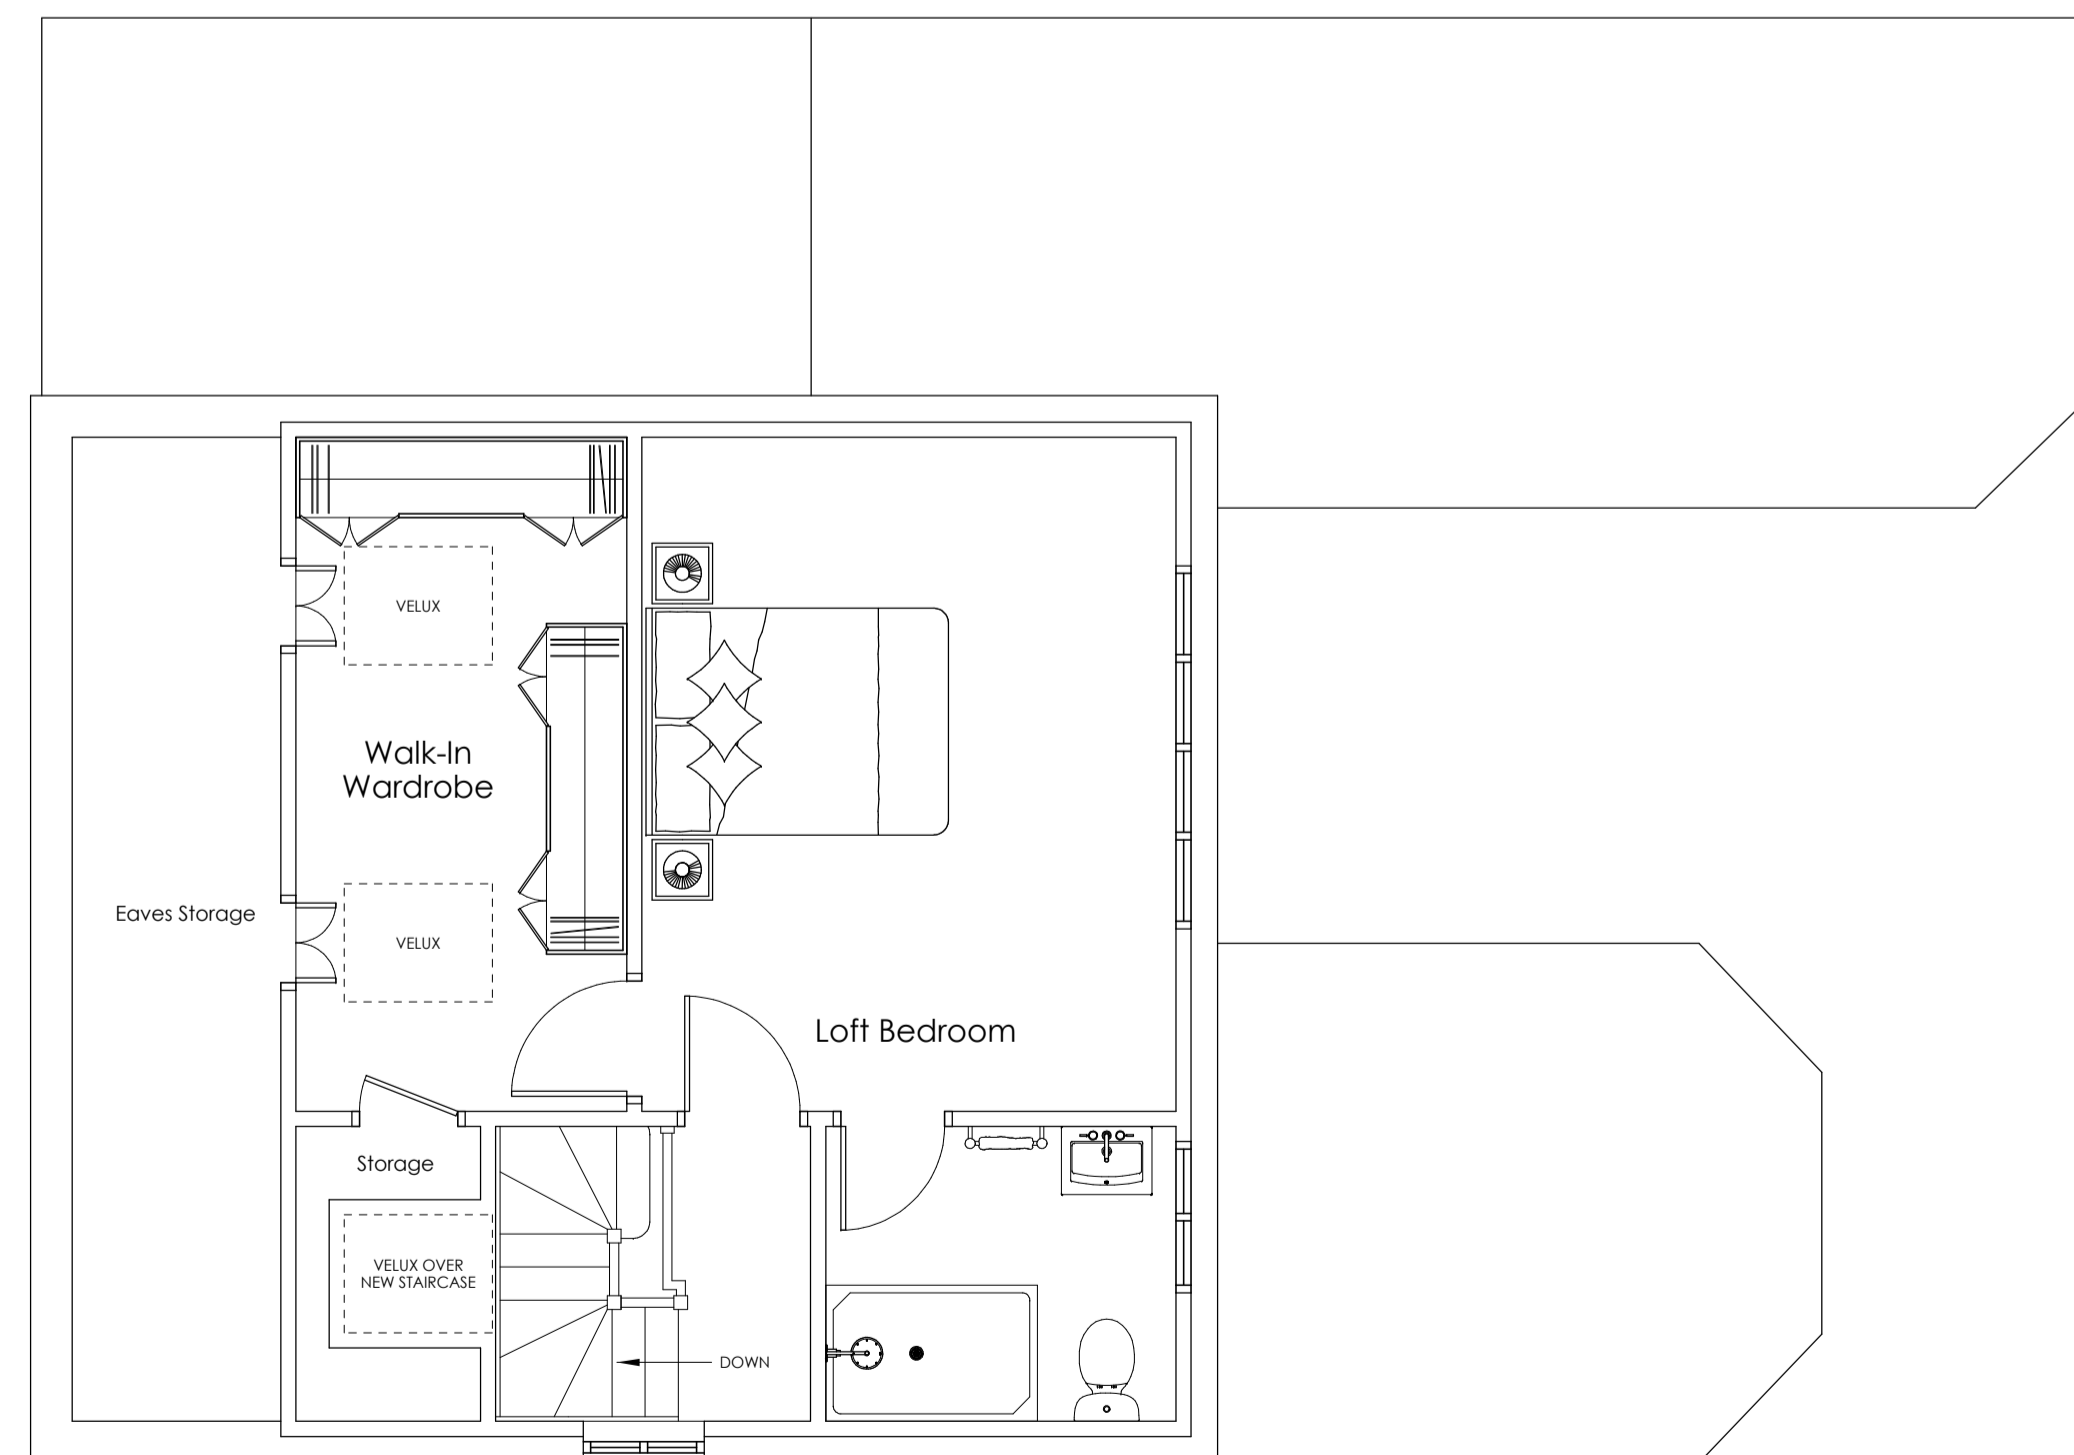 VELUX
Walk-In
Wardrobe
Eaves Storage
VELUX
Loft Bedroom
Storage
VELUX OVER
NEW STAIRCASE
DOWN